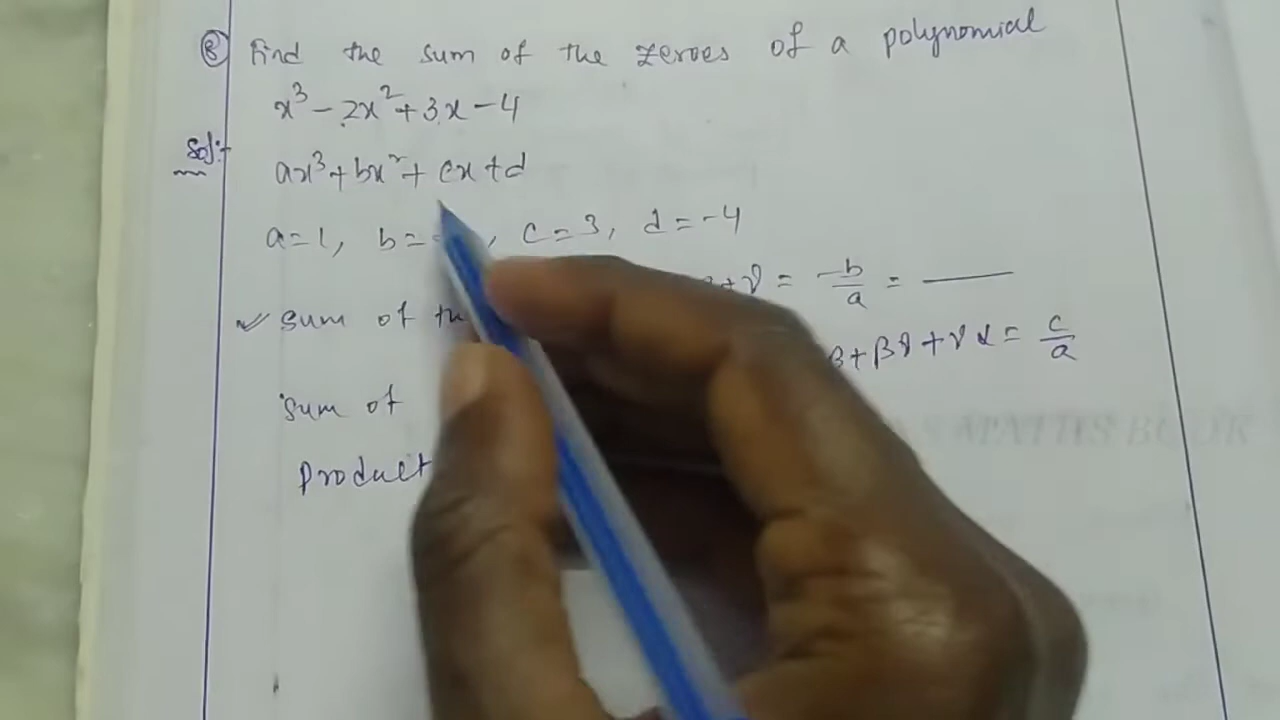 8 Find the sum of the zeroes of a polynomial
x³ - 2x² + 3x - 4
Sol:-
ax³ + bx² + cx + d
a=1, b= , c=3, d=-4
✓ sum of the +γ = -b/a = ———
sum of β+βγ+γα = c/a
product